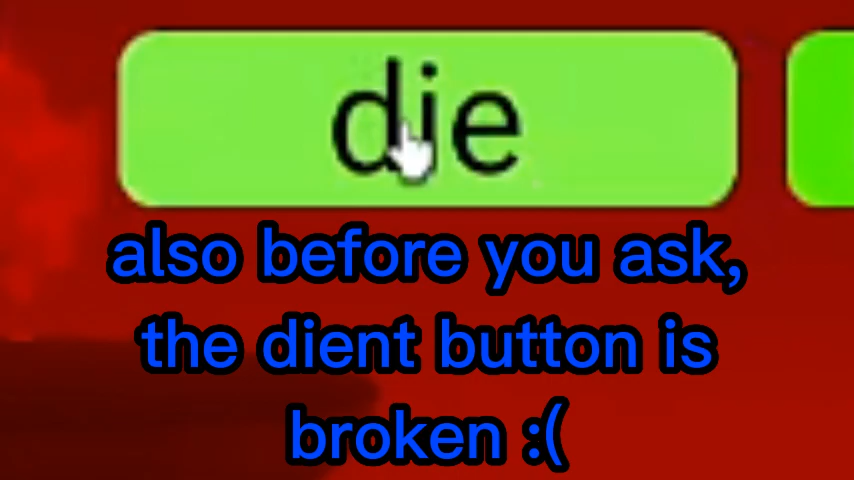 die
also before you ask,
the dient button is
broken :(